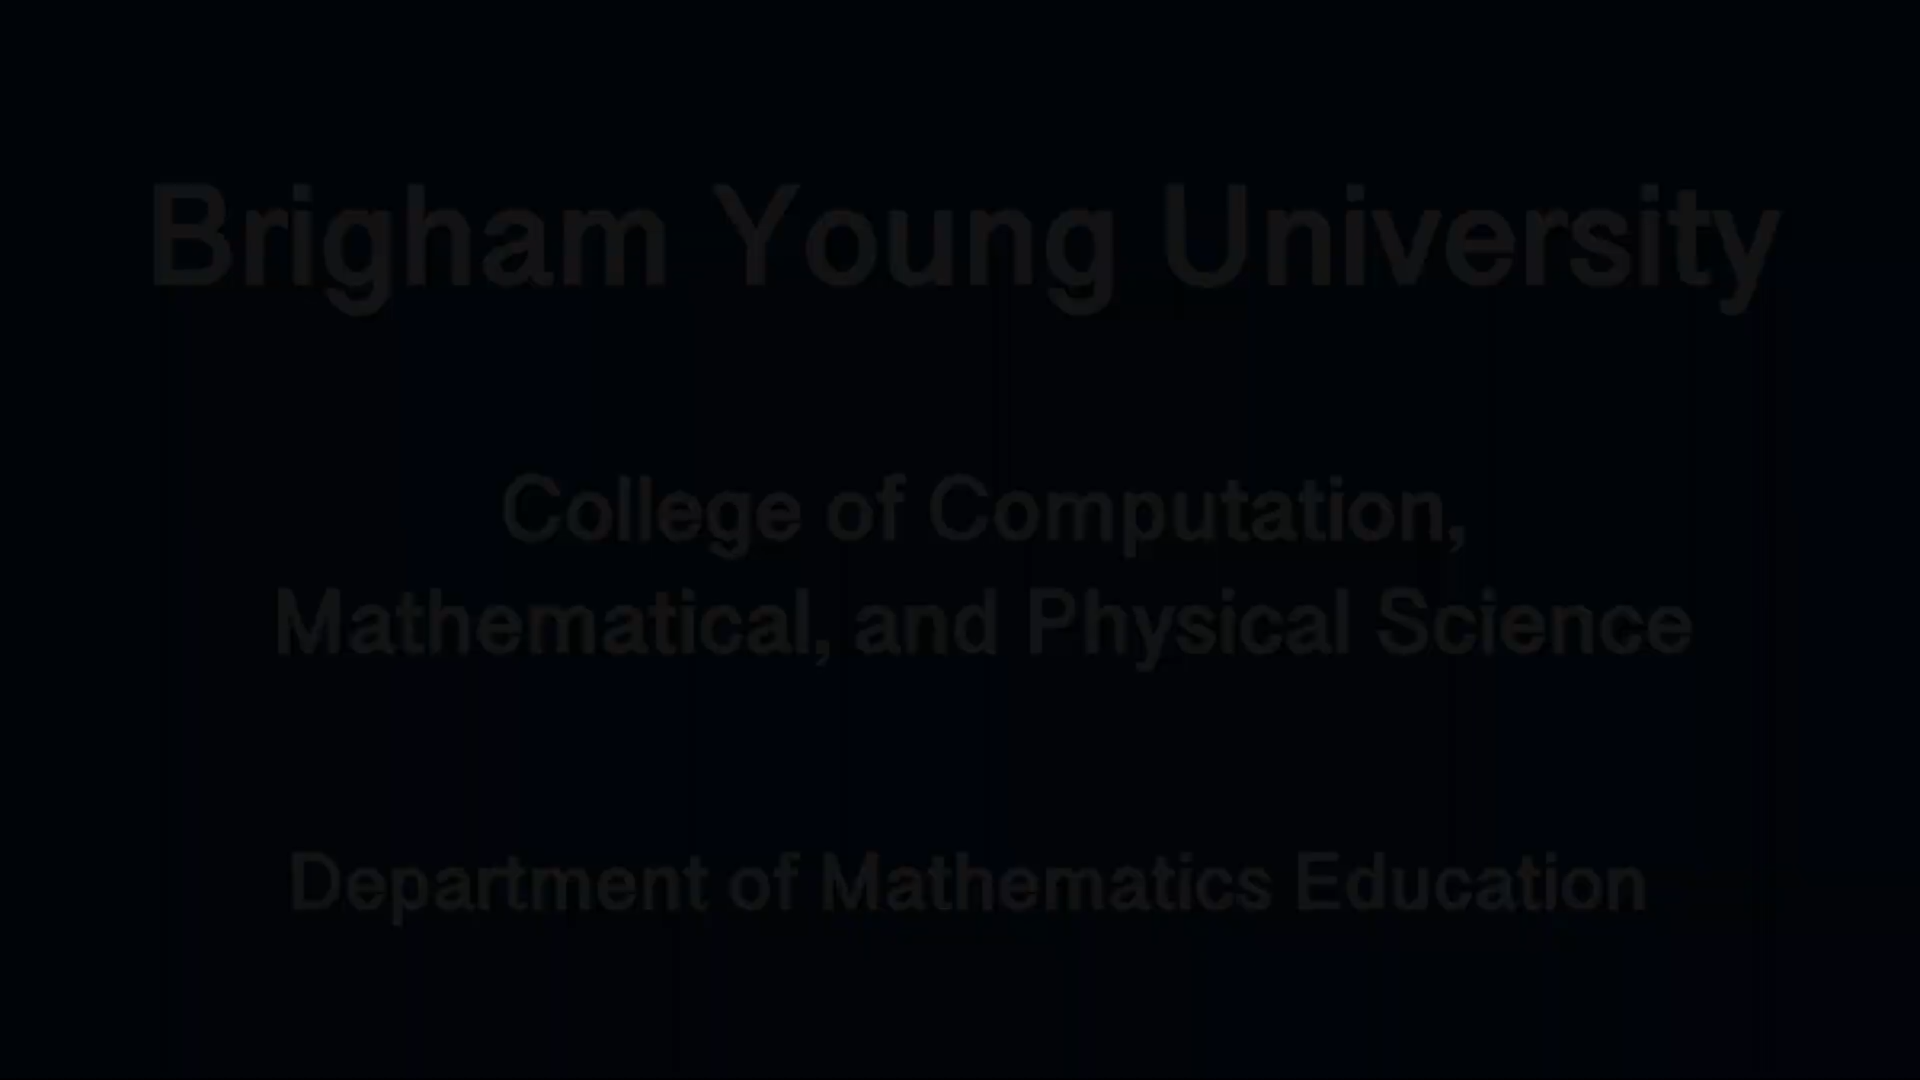 Brigham Young University
College of Computation,
Mathematical, and Physical Science
Department of Mathematics Education